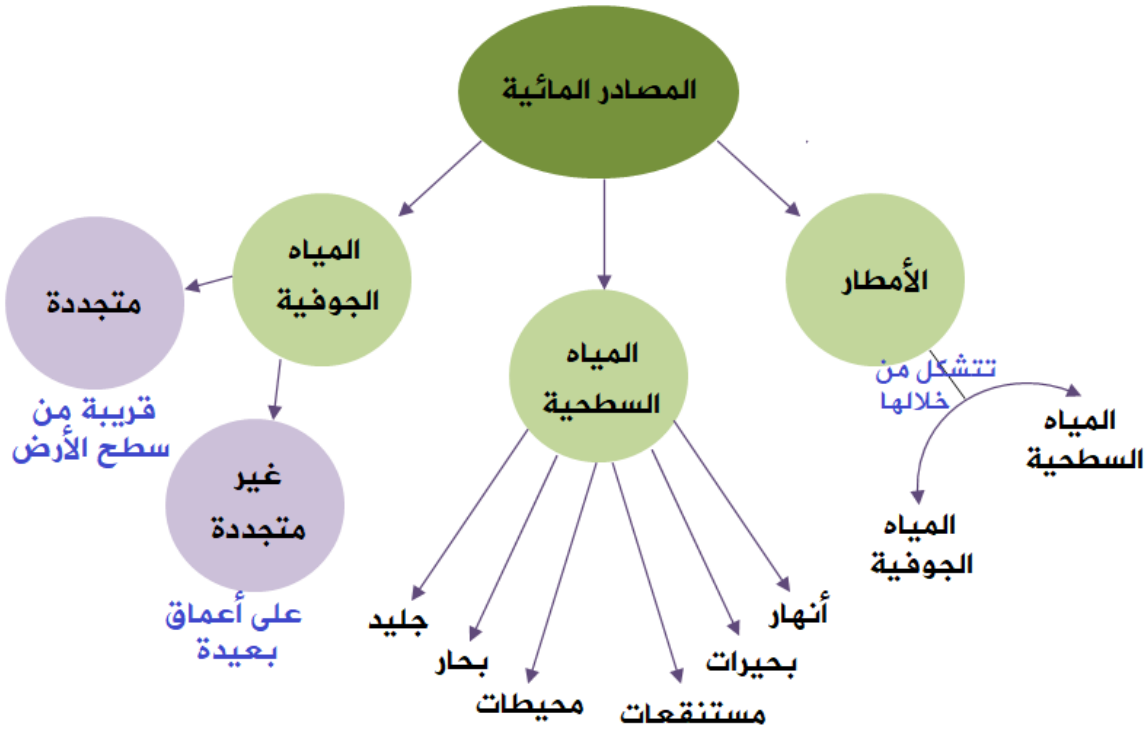 المصادر المائية
الأمطار
تتشكل من
خلالها
المياه
السطحية
المياه
الجوفية
المياه
السطحية
أنهار
بحيرات
مستنقعات
محيطات
بحار
جليد
المياه
الجوفية
متجددة
قريبة من
سطح الأرض
غير
متجددة
على أعماق
بعيدة